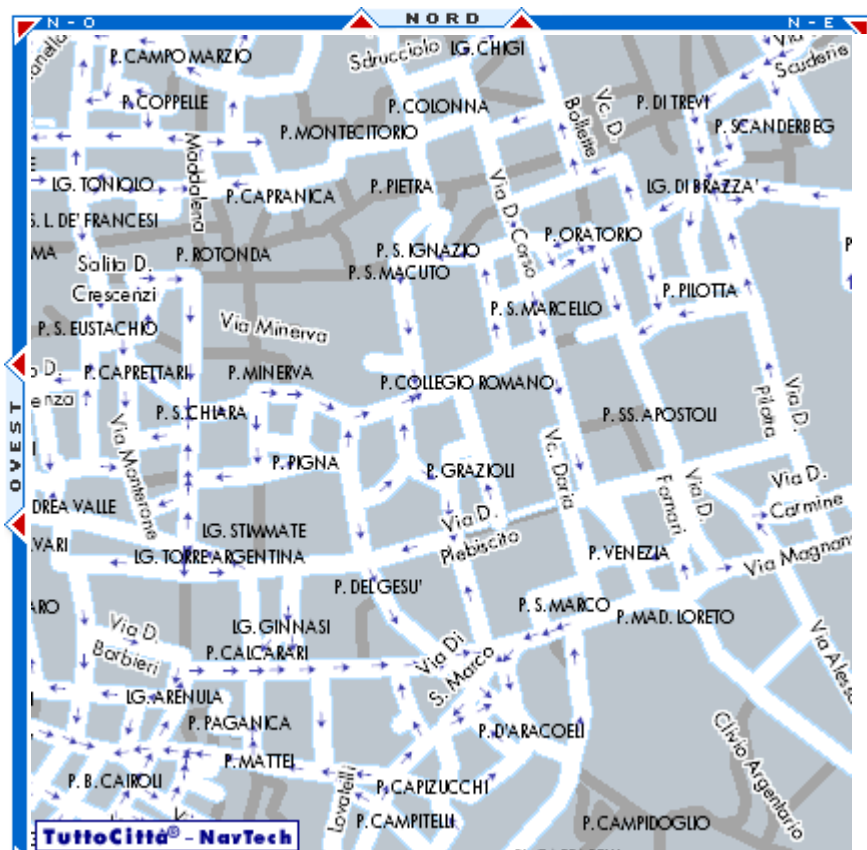 N-O
NORD
N-E
LG. CHIGI
Sdrucciolo
Scuderie
P. CAMPO MARZIO
P. COPPELLE
P. COLONNA
P. DI TREVI
Vc. D.
Bollette
P. MONTECITORIO
P. SCANDERBEG
Maddalena
LG. TONIOLO
P. CAPRANICA
P. PIETRA
Via D. Corso
LG. DI BRAZZA'
S. L. DE' FRANCESI
P. ROTONDA
P. S. IGNAZIO
P. ORATORIO
Salita D.
Crescenzi
P. S. MACUTO
P. PILOTTA
P. S. MARCELLO
P. S. EUSTACHIO
Via Minerva
P. CAPRETTARI
P. MINERVA
P. COLLEGIO ROMANO
P. S. CHIARA
P. SS. APOSTOLI
Via D.
Pilotta
OVEST
Via Monterone
P. PIGNA
P. GRAZIOLI
Vc. Doria
Via D.
Fornari
Via D.
Carmine
DREA VALLE
LG. STIMMATE
Via D.
Plebiscito
VARI
LG. TORRE ARGENTINA
P. VENEZIA
Via Magnan
P. DEL GESU'
P. S. MARCO
P. MAD. LORETO
ARO
Via D.
Barbieri
LG. GINNASI
P. CALCARARI
Via Di
S. Marco
Via Aless
LG. ARENULA
P. PAGANICA
P. D'ARACOELI
Clivio Argentario
P. MATTEI
P. B. CAIROLI
P. CAPIZUCCHI
Lovatelli
P. CAMPITELLI
P. CAMPIDOGLIO
TuttoCittà® - NavTech